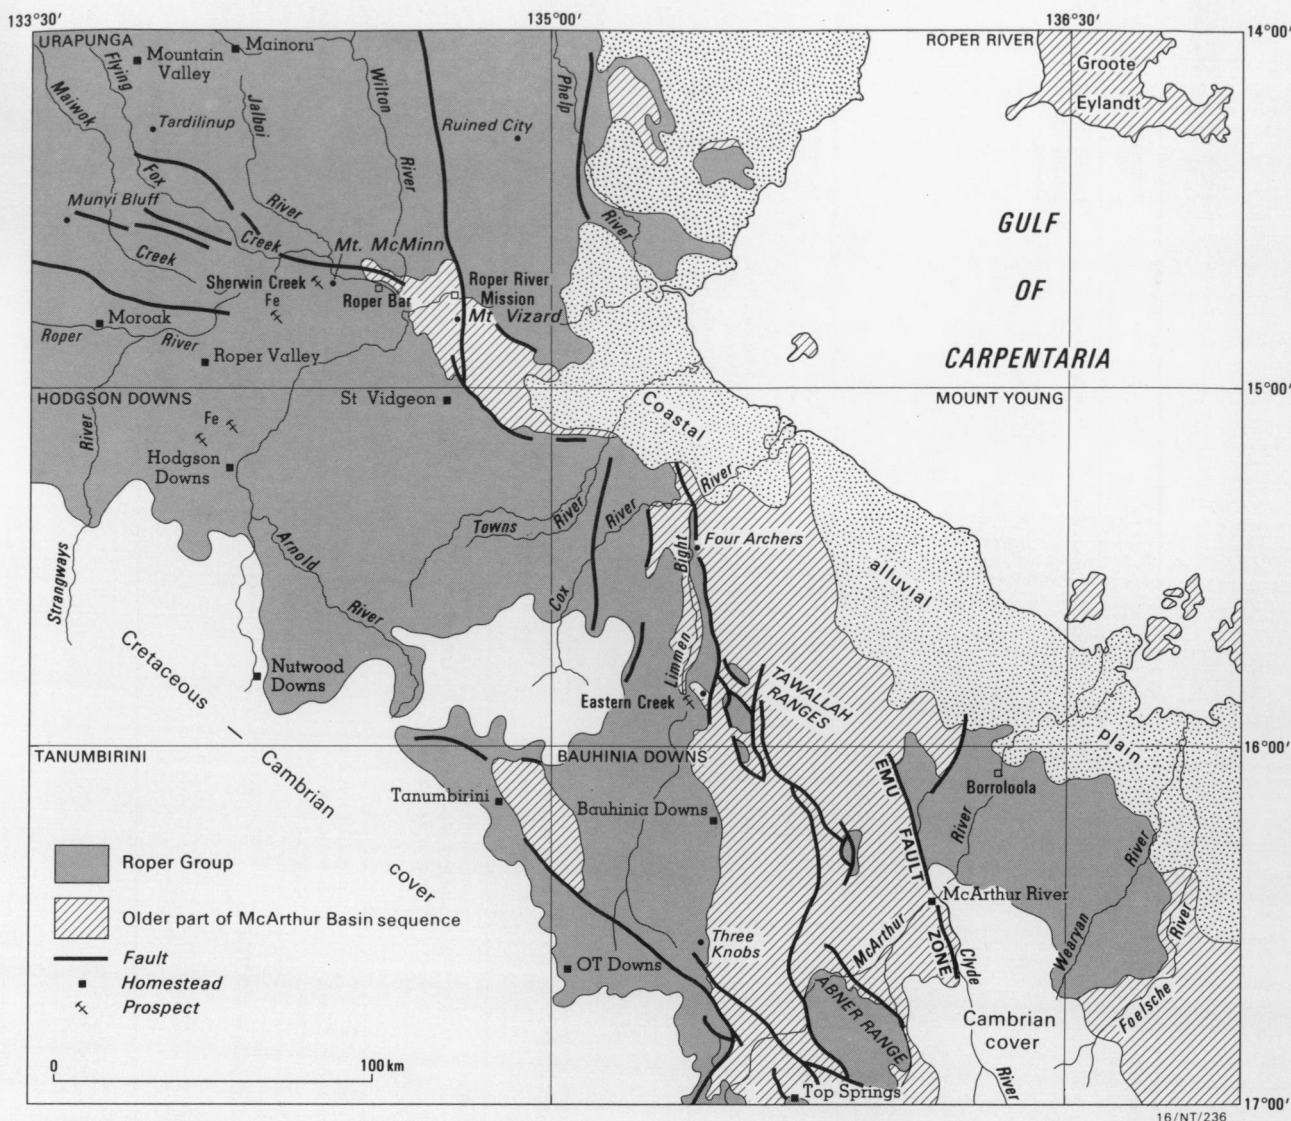 133°30'
135°00'
136°30'
14°00'
URAPUNGA
Mainoru
Mountain
Valley
Flying
Fox
Creek
Maiwok
Creek
Jalboi
River
Wilton
River
Phelp
River
Tardilinup
Ruined City
ROPER RIVER
Groote
Eylandt
Munyi Bluff
Mt. McMinn
Sherwin Creek
Fe
Roper Bar
Roper River
Mission
Mt Vizard
Moroak
Roper
River
Roper Valley
GULF
OF
CARPENTARIA
15°00'
HODGSON DOWNS
St Vidgeon
MOUNT YOUNG
Fe
Hodgson
Downs
River
Strangways
Arnold
River
Towns
River
Cox
River
Limmen
Bight
River
Four Archers
Coastal
alluvial
plain
Cretaceous
–
Cambrian
cover
Nutwood
Downs
Eastern Creek
TAWALLAH
RANGES
16°00'
TANUMBIRINI
BAUHINIA DOWNS
Tanumbirini
Bauhinia Downs
EMU
FAULT
ZONE
Borroloola
McArthur
River
McArthur River
Wearyan
River
Foelsche
River
Clyde
River
Three
Knobs
OT Downs
ABNER RANGE
Cambrian
cover
Top Springs
17°00'
Roper Group
Older part of McArthur Basin sequence
Fault
Homestead
Prospect
0
100 km
16/NT/236